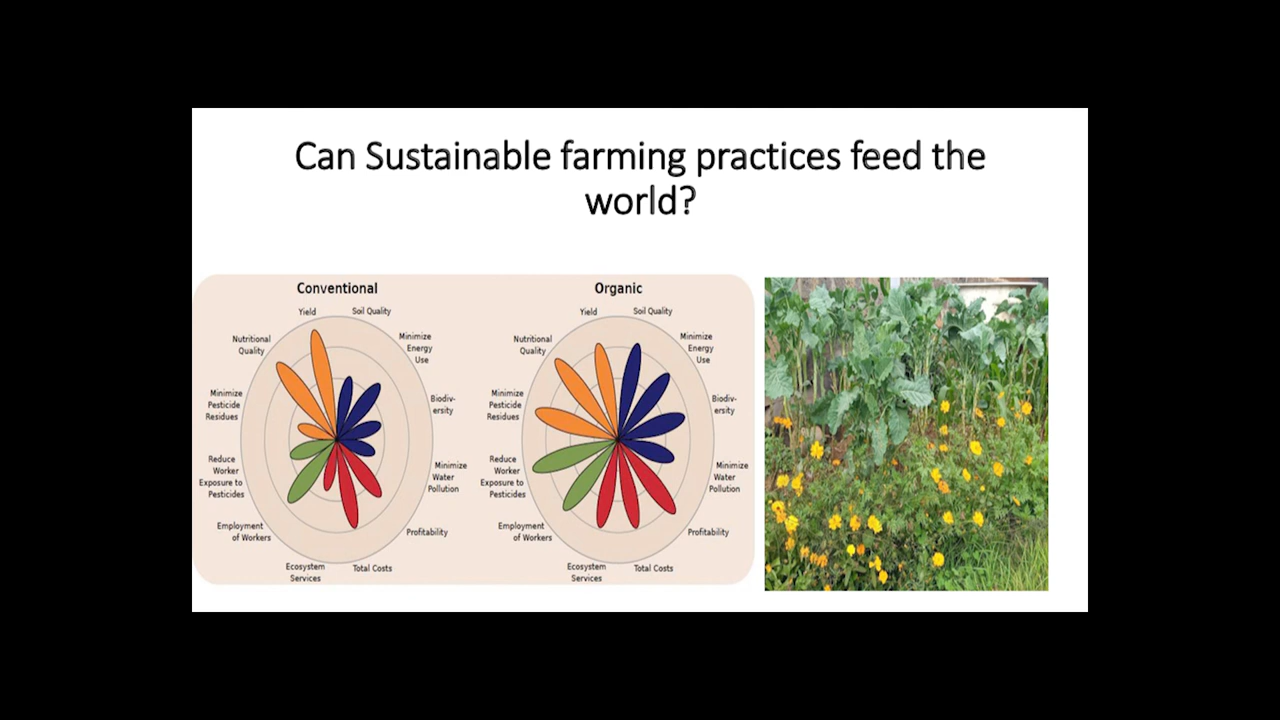 Can Sustainable farming practices feed the
world?
Conventional
Yield
Soil Quality
Nutritional
Quality
Minimize
Energy
Use
Minimize
Pesticide
Residues
Biodiv-
ersity
Reduce
Worker
Exposure to
Pesticides
Minimize
Water
Pollution
Employment
of Workers
Profitability
Ecosystem
Services
Total Costs
Organic
Yield
Soil Quality
Nutritional
Quality
Minimize
Energy
Use
Minimize
Pesticide
Residues
Biodiv-
ersity
Reduce
Worker
Exposure to
Pesticides
Minimize
Water
Pollution
Employment
of Workers
Profitability
Ecosystem
Services
Total Costs